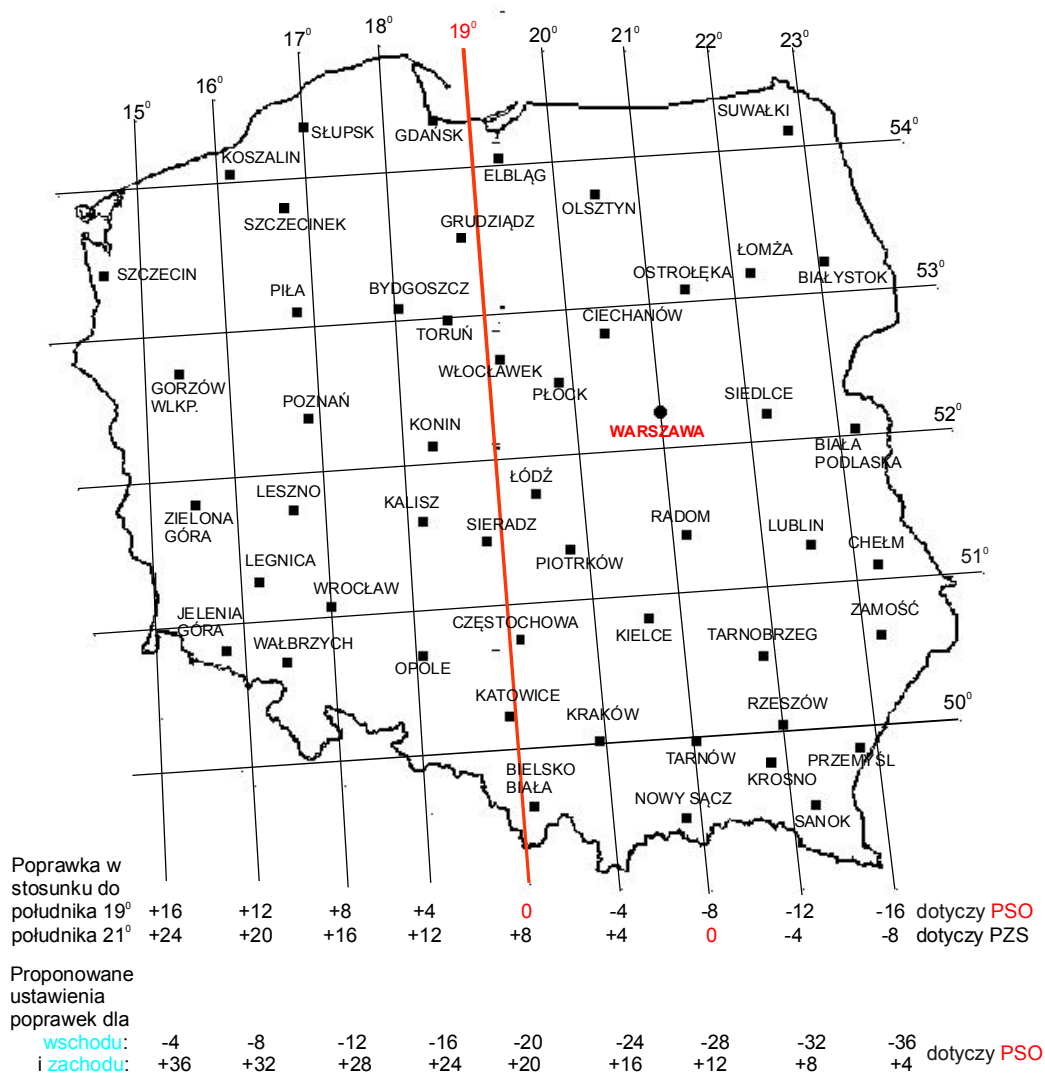 19⁰
18⁰ 20⁰ 21⁰ 22⁰ 23⁰
17⁰
16⁰
15⁰
SUWAŁKI
54⁰
SŁUPSK
GDAŃSK
KOSZALIN
ELBLĄG
OLSZTYN
SZCZECINEK
GRUDZIĄDZ
ŁOMŻA
SZCZECIN
OSTROŁĘKA
BIAŁYSTOK
53⁰
PIŁA
BYDGOSZCZ
CIECHANÓW
TORUŃ
WŁOCŁAWEK
GORZÓW
WLKP.
PŁOCK
SIEDLCE
POZNAŃ
KONIN
WARSZAWA
52⁰
BIAŁA
PODLASKA
ŁÓDŹ
LESZNO
KALISZ
ZIELONA
GÓRA
SIERADZ
RADOM
LUBLIN
CHEŁM
PIOTRKÓW
LEGNICA
51⁰
WROCŁAW
JELENIA
GÓRA
ZAMOŚĆ
CZĘSTOCHOWA
KIELCE
TARNOBRZEG
WAŁBRZYCH
OPOLE
KATOWICE
RZESZÓW
50⁰
KRAKÓW
TARNÓW
PRZEMYŚL
BIELSKO
BIAŁA
KROSNO
NOWY SĄCZ
SANOK
Poprawka w
stosunku do
południka 19⁰ +16 +12 +8 +4 0 -4 -8 -12 -16 dotyczy PSO
południka 21⁰ +24 +20 +16 +12 +8 +4 0 -4 -8 dotyczy PZS
Proponowane
ustawienia
poprawek dla
wschodu: -4 -8 -12 -16 -20 -24 -28 -32 -36
i zachodu: +36 +32 +28 +24 +20 +16 +12 +8 +4
dotyczy PSO